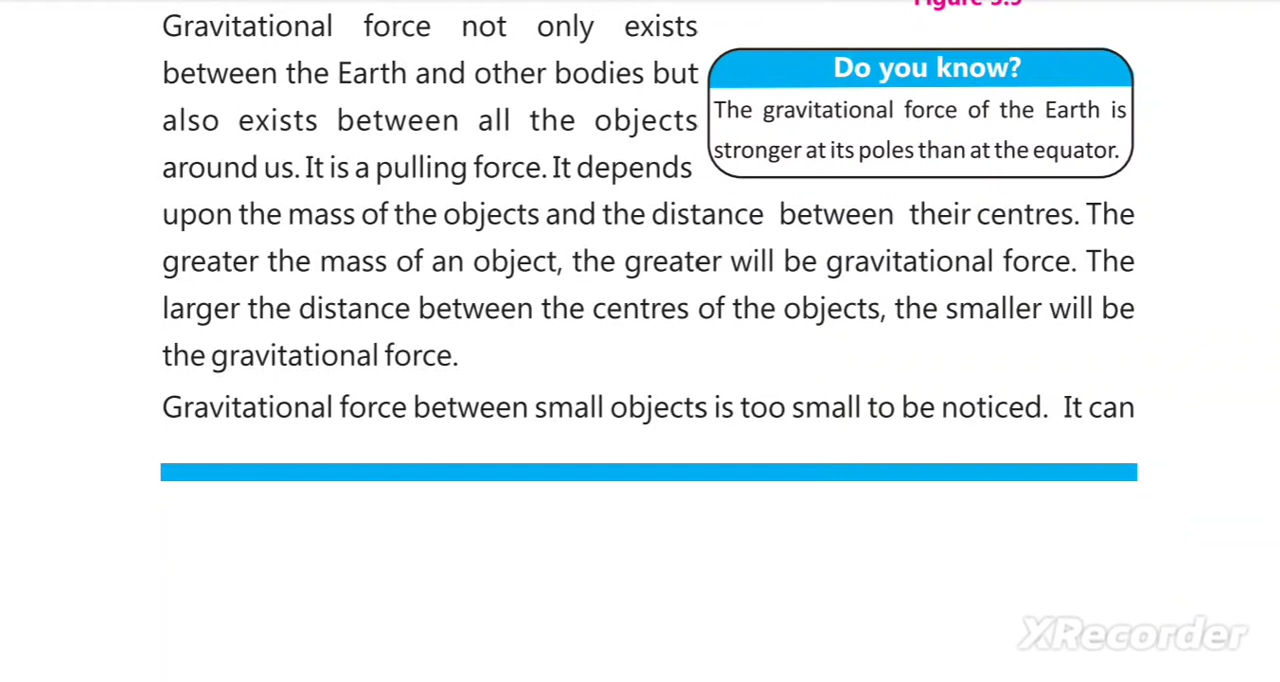 Gravitational force not only exists
between the Earth and other bodies but
also exists between all the objects
around us. It is a pulling force. It depends
Do you know?
The gravitational force of the Earth is
stronger at its poles than at the equator.
upon the mass of the objects and the distance between their centres. The
greater the mass of an object, the greater will be gravitational force. The
larger the distance between the centres of the objects, the smaller will be
the gravitational force.
Gravitational force between small objects is too small to be noticed. It can
XRecorder